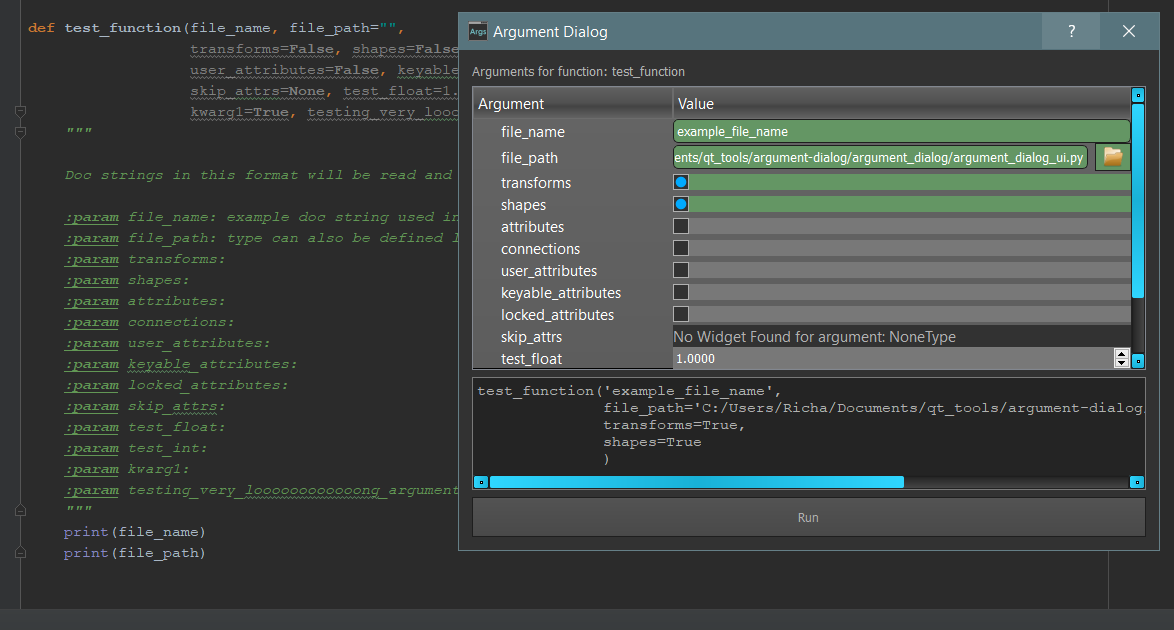 def test_function(file_name, file_path="",
transforms=False, shapes=False
user_attributes=False, keyable
skip_attrs=None, test_float=1.
kwarg1=True, testing_very_looo
"""
Doc strings in this format will be read and
:param file_name: example doc string used in
:param file_path: type can also be defined l
:param transforms:
:param shapes:
:param attributes:
:param connections:
:param user_attributes:
:param keyable_attributes:
:param locked_attributes:
:param skip_attrs:
:param test_float:
:param test_int:
:param kwarg1:
:param testing_very_looooooooooooong_argument
"""
print(file_name)
print(file_path)
Args Argument Dialog ?
Arguments for function: test_function
Argument Value
file_name example_file_name
file_path ents/qt_tools/argument-dialog/argument_dialog/argument_dialog_ui.py
transforms
shapes
attributes
connections
user_attributes
keyable_attributes
locked_attributes
skip_attrs No Widget Found for argument: NoneType
test_float 1.0000
test_function('example_file_name',
file_path='C:/Users/Richa/Documents/qt_tools/argument-dialog/
transforms=True,
shapes=True
)
Run